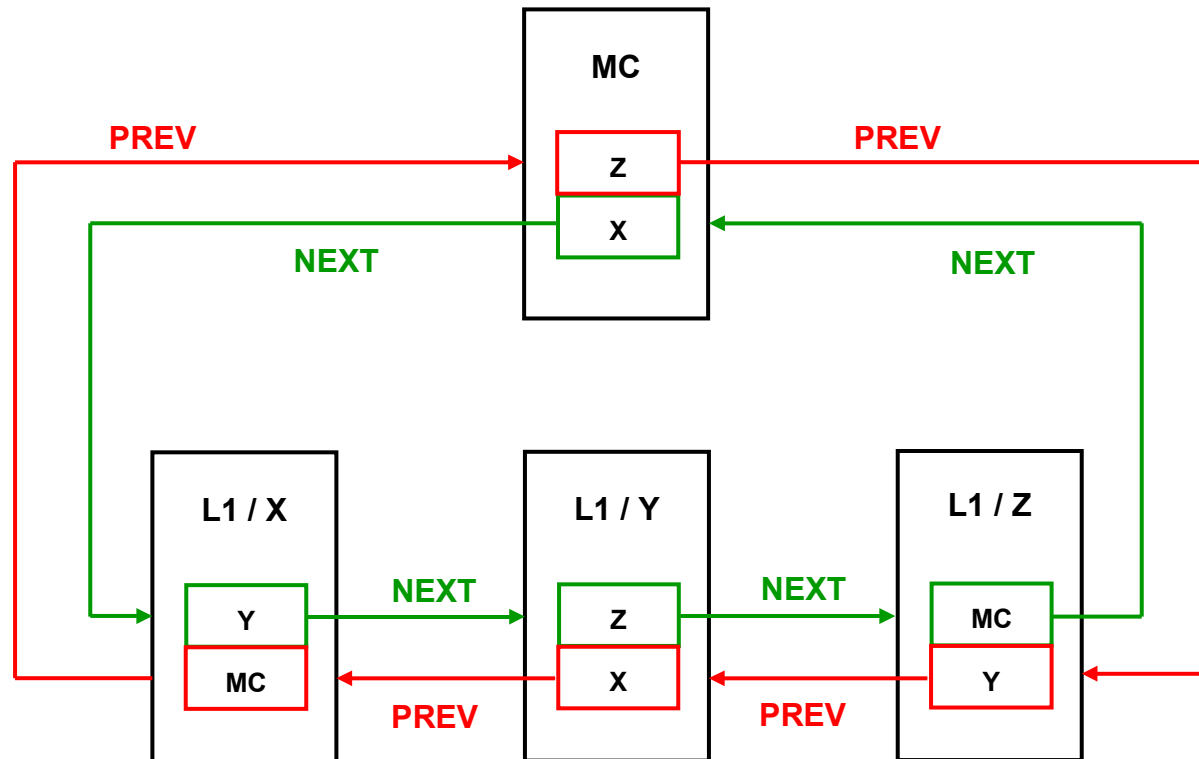 MC
PREV
PREV
Z
X
NEXT
NEXT
L1 / X
L1 / Y
L1 / Z
NEXT
NEXT
Y
Z
MC
MC
X
Y
PREV
PREV